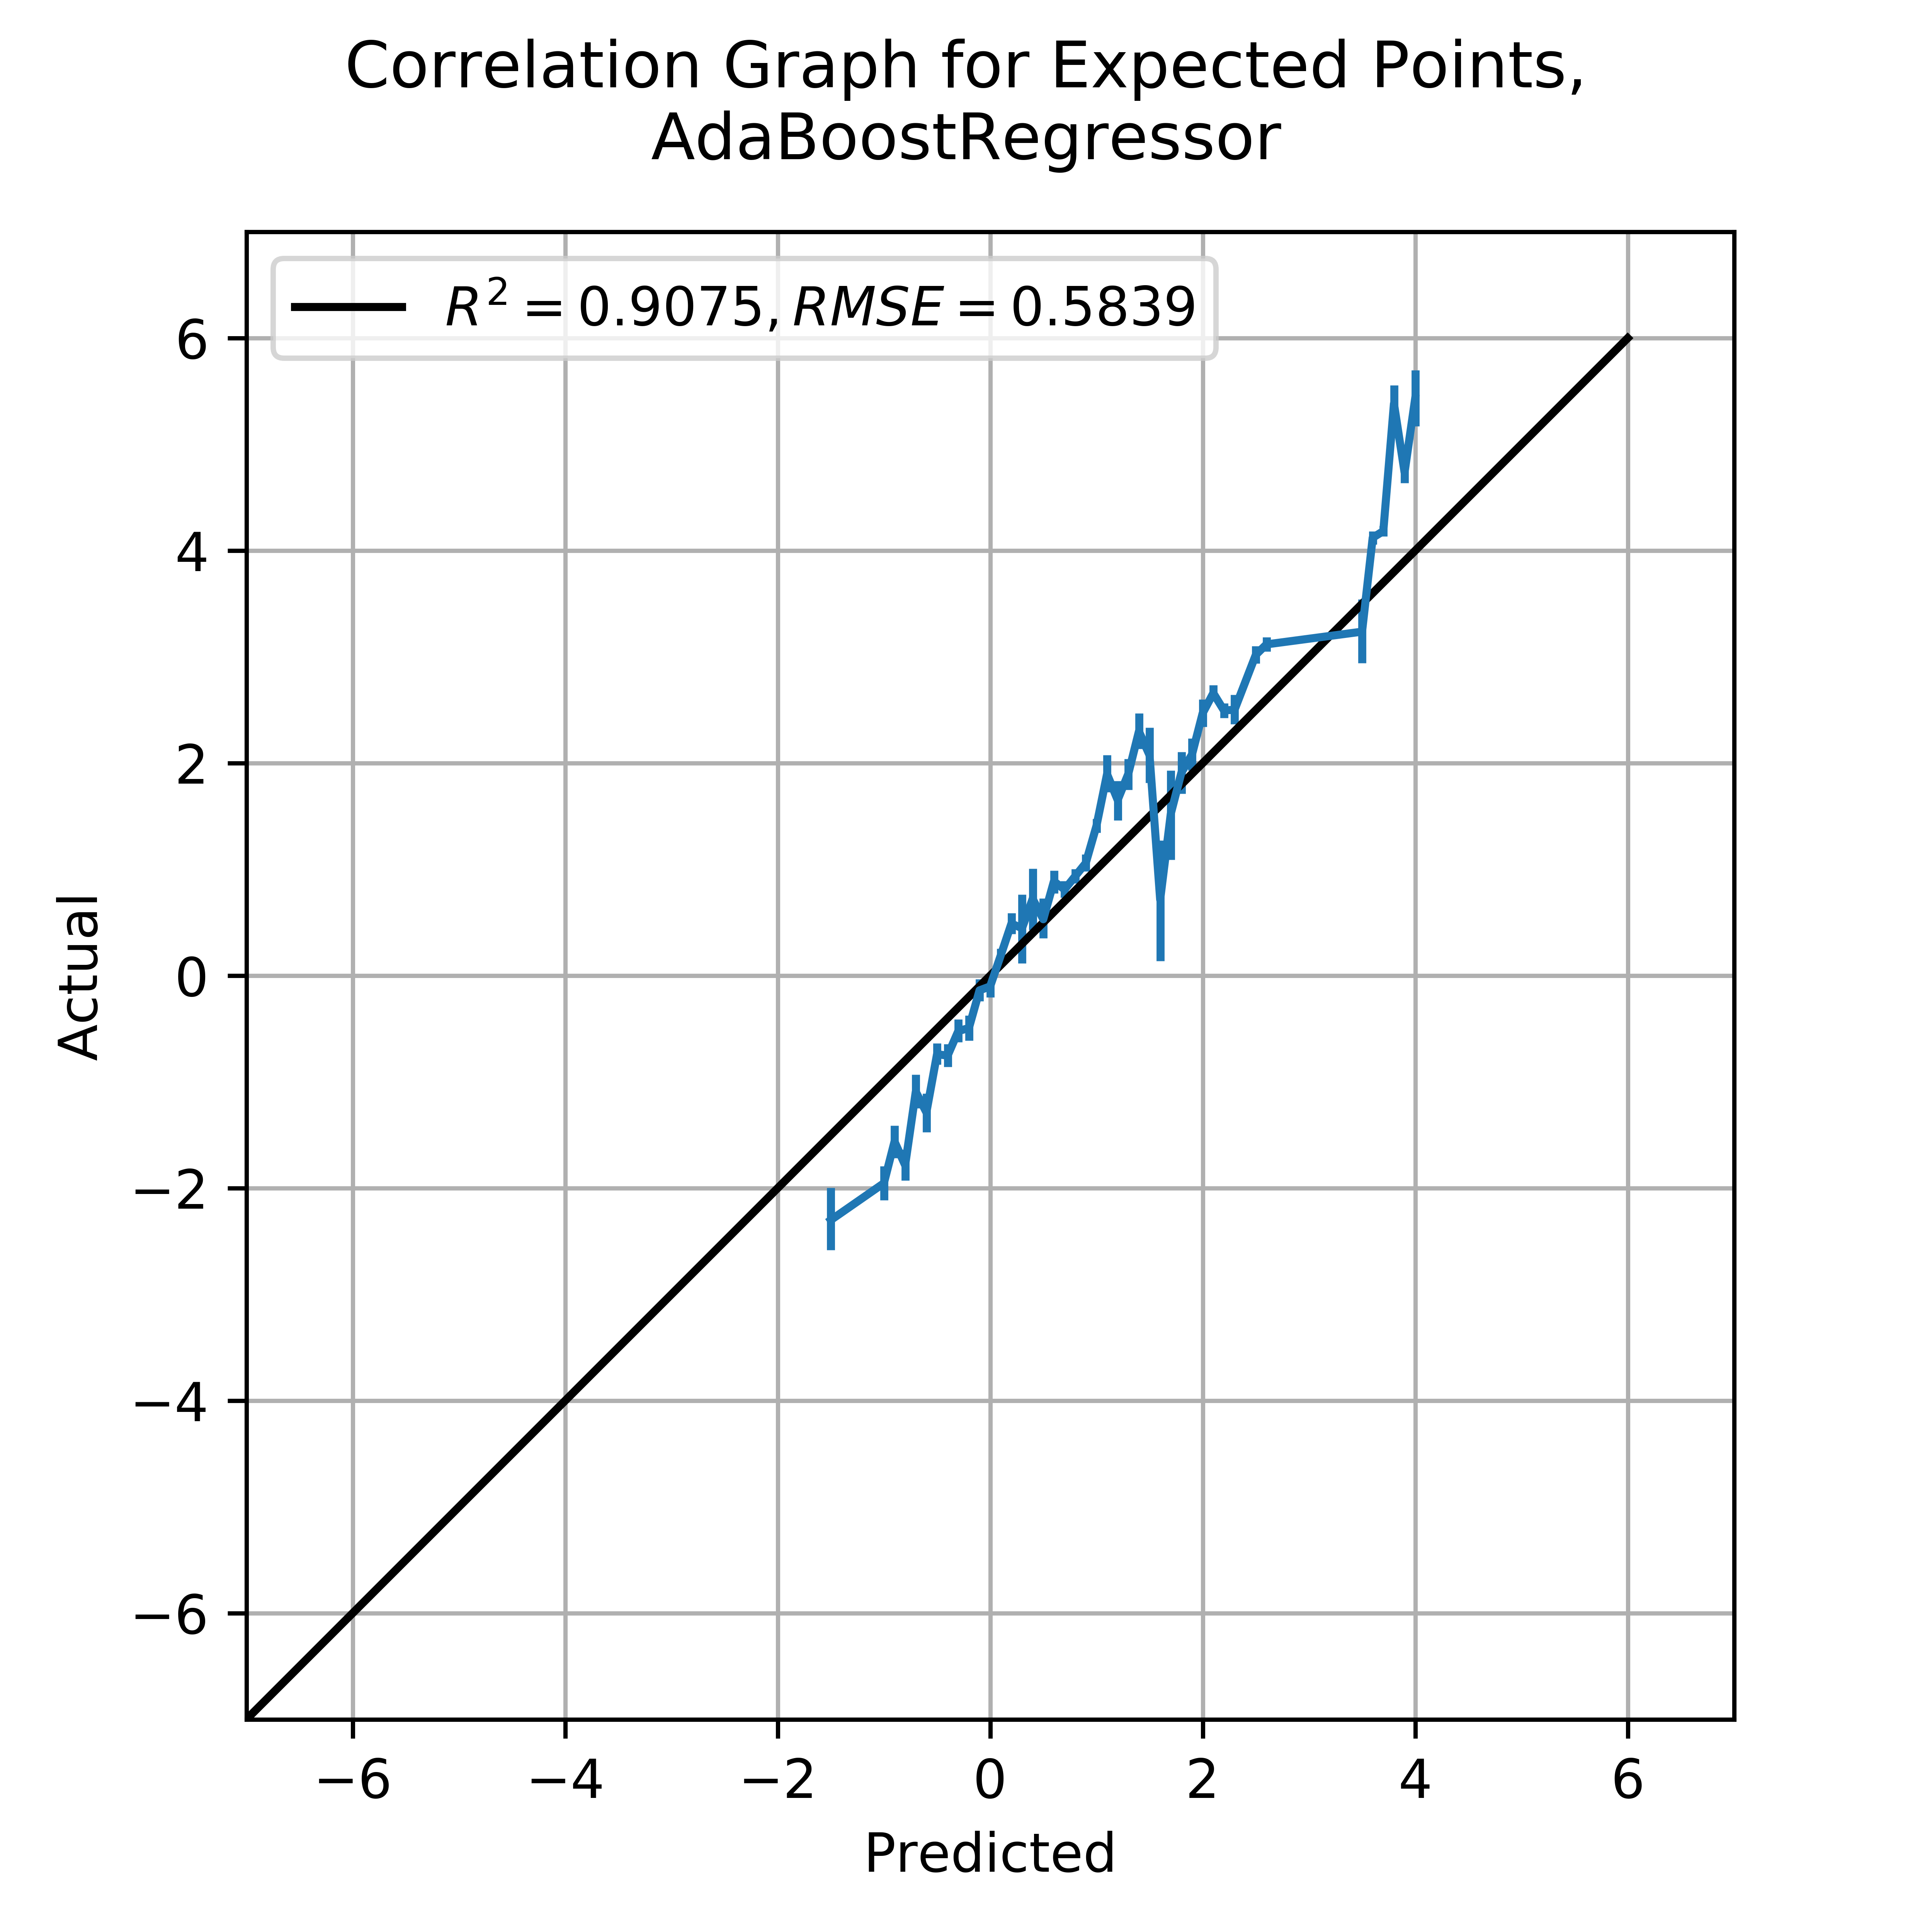 Correlation Graph for Expected Points,
AdaBoostRegressor
R² = 0.9075, RMSE = 0.5839
6
4
2
0
−2
−4
−6
Actual
−6 −4 −2 0 2 4 6
Predicted